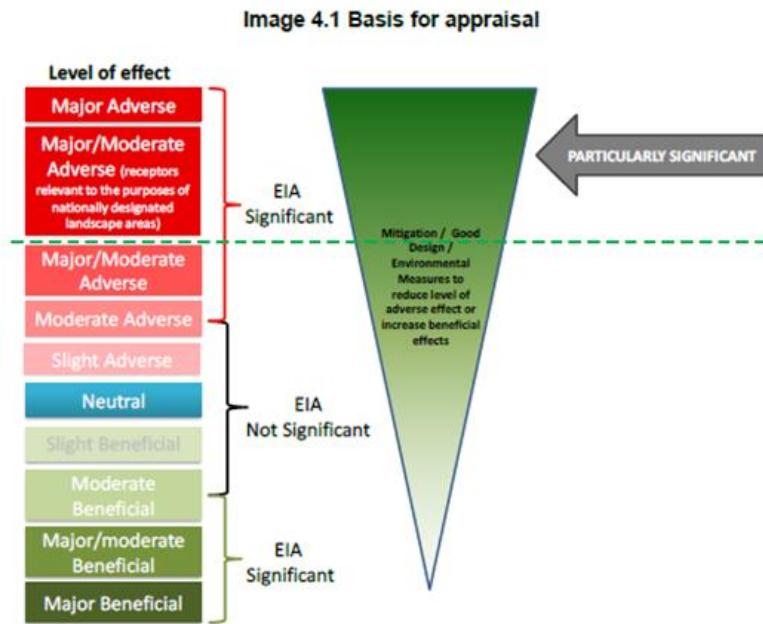 Image 4.1 Basis for appraisal
Level of effect
Major Adverse
Major/Moderate
Adverse (receptors
relevant to the purposes of
nationally designated
landscape areas)
Major/Moderate
Adverse
Moderate Adverse
Slight Adverse
Neutral
Slight Beneficial
Moderate
Beneficial
Major/moderate
Beneficial
Major Beneficial
EIA
Significant
EIA
Not Significant
EIA
Significant
Mitigation / Good
Design /
Environmental
Measures to
reduce level of
adverse effect or
increase beneficial
effects
PARTICULARLY SIGNIFICANT